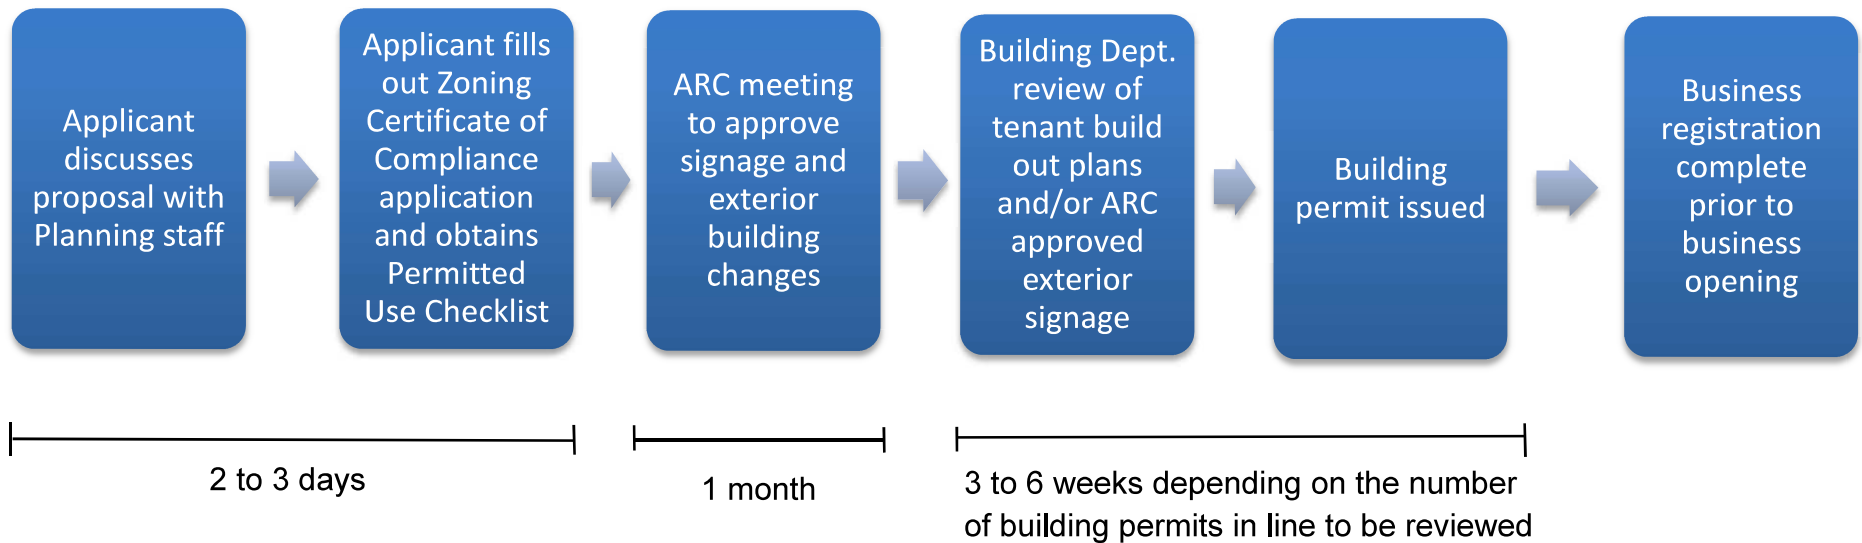 Applicant
discusses
proposal with
Planning staff
Applicant fills
out Zoning
Certificate of
Compliance
application
and obtains
Permitted
Use Checklist
ARC meeting
to approve
signage and
exterior
building
changes
Building Dept.
review of
tenant build
out plans
and/or ARC
approved
exterior
signage
Building
permit issued
Business
registration
complete
prior to
business
opening
2 to 3 days
1 month
3 to 6 weeks depending on the number
of building permits in line to be reviewed